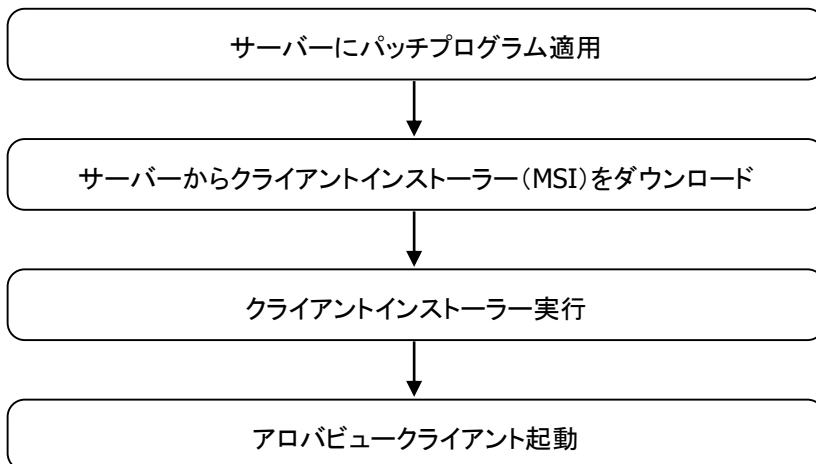 サーバーにパッチプログラム適用
サーバーからクライアントインストーラー（MSI）をダウンロード
クライアントインストーラー実行
アロバビュークライアント起動